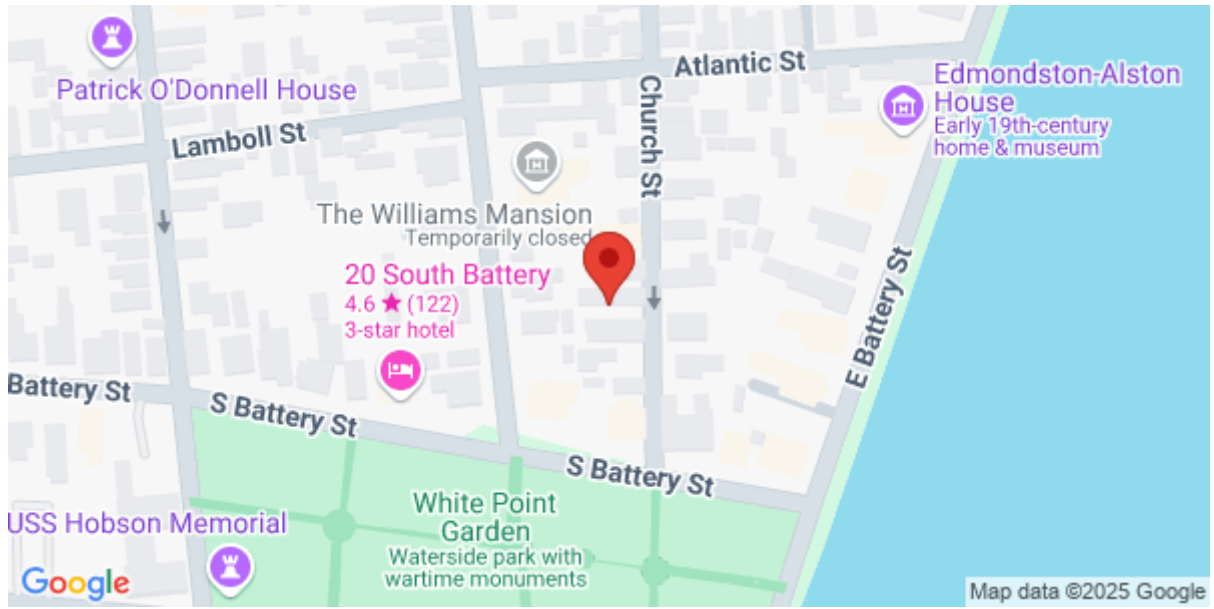 Patrick O'Donnell House
Lamboll St
Atlantic St
Church St
Edmondston-Alston
House
Early 19th-century
home & museum
The Williams Mansion
Temporarily closed
20 South Battery
4.6 ★ (122)
3-star hotel
E Battery St
Battery St
S Battery St
S Battery St
White Point
Garden
Waterside park with
wartime monuments
USS Hobson Memorial
Google
Map data ©2025 Google